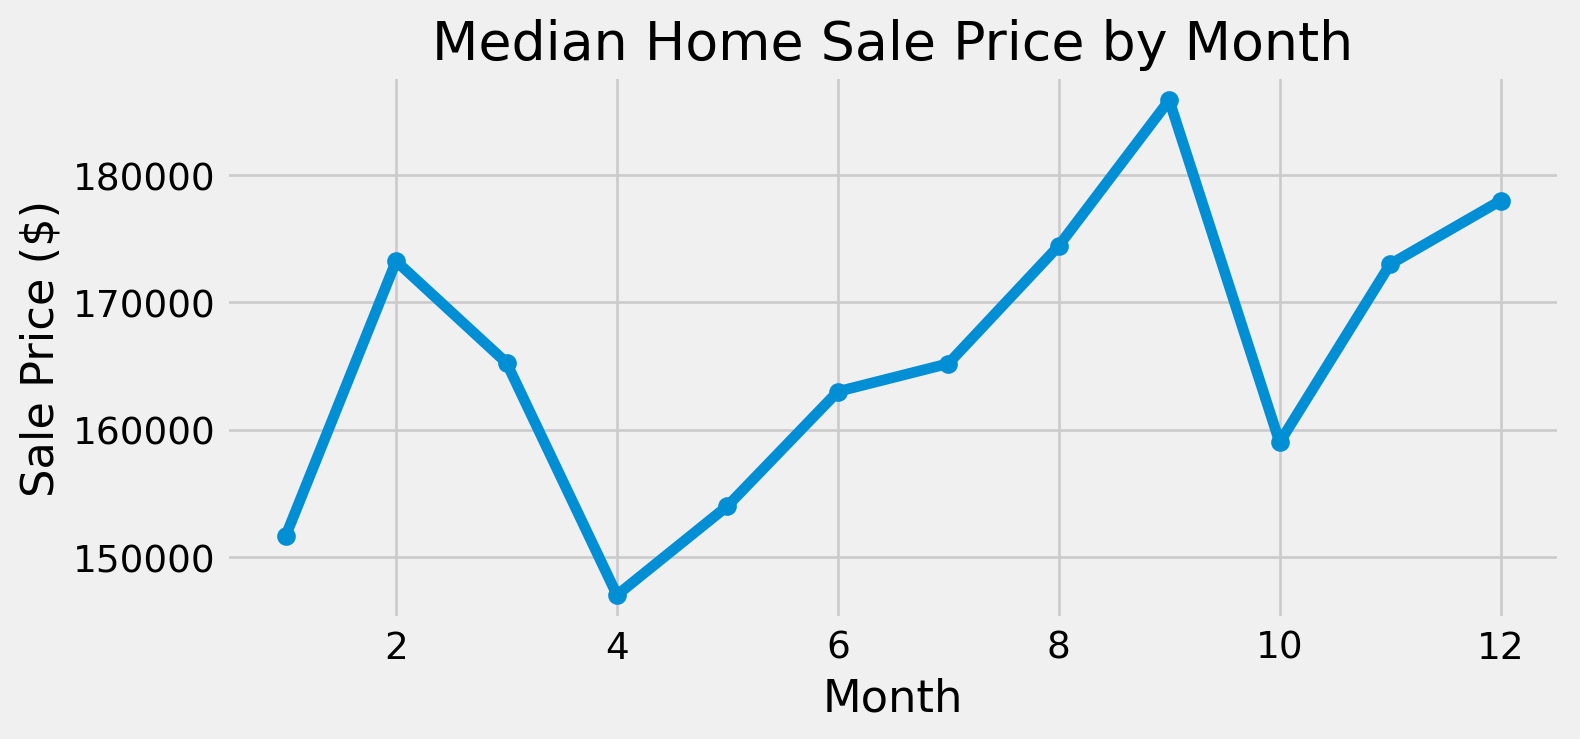 Median Home Sale Price by Month
Sale Price ($)
180000
170000
160000
150000
2 4 6 8 10 12
Month